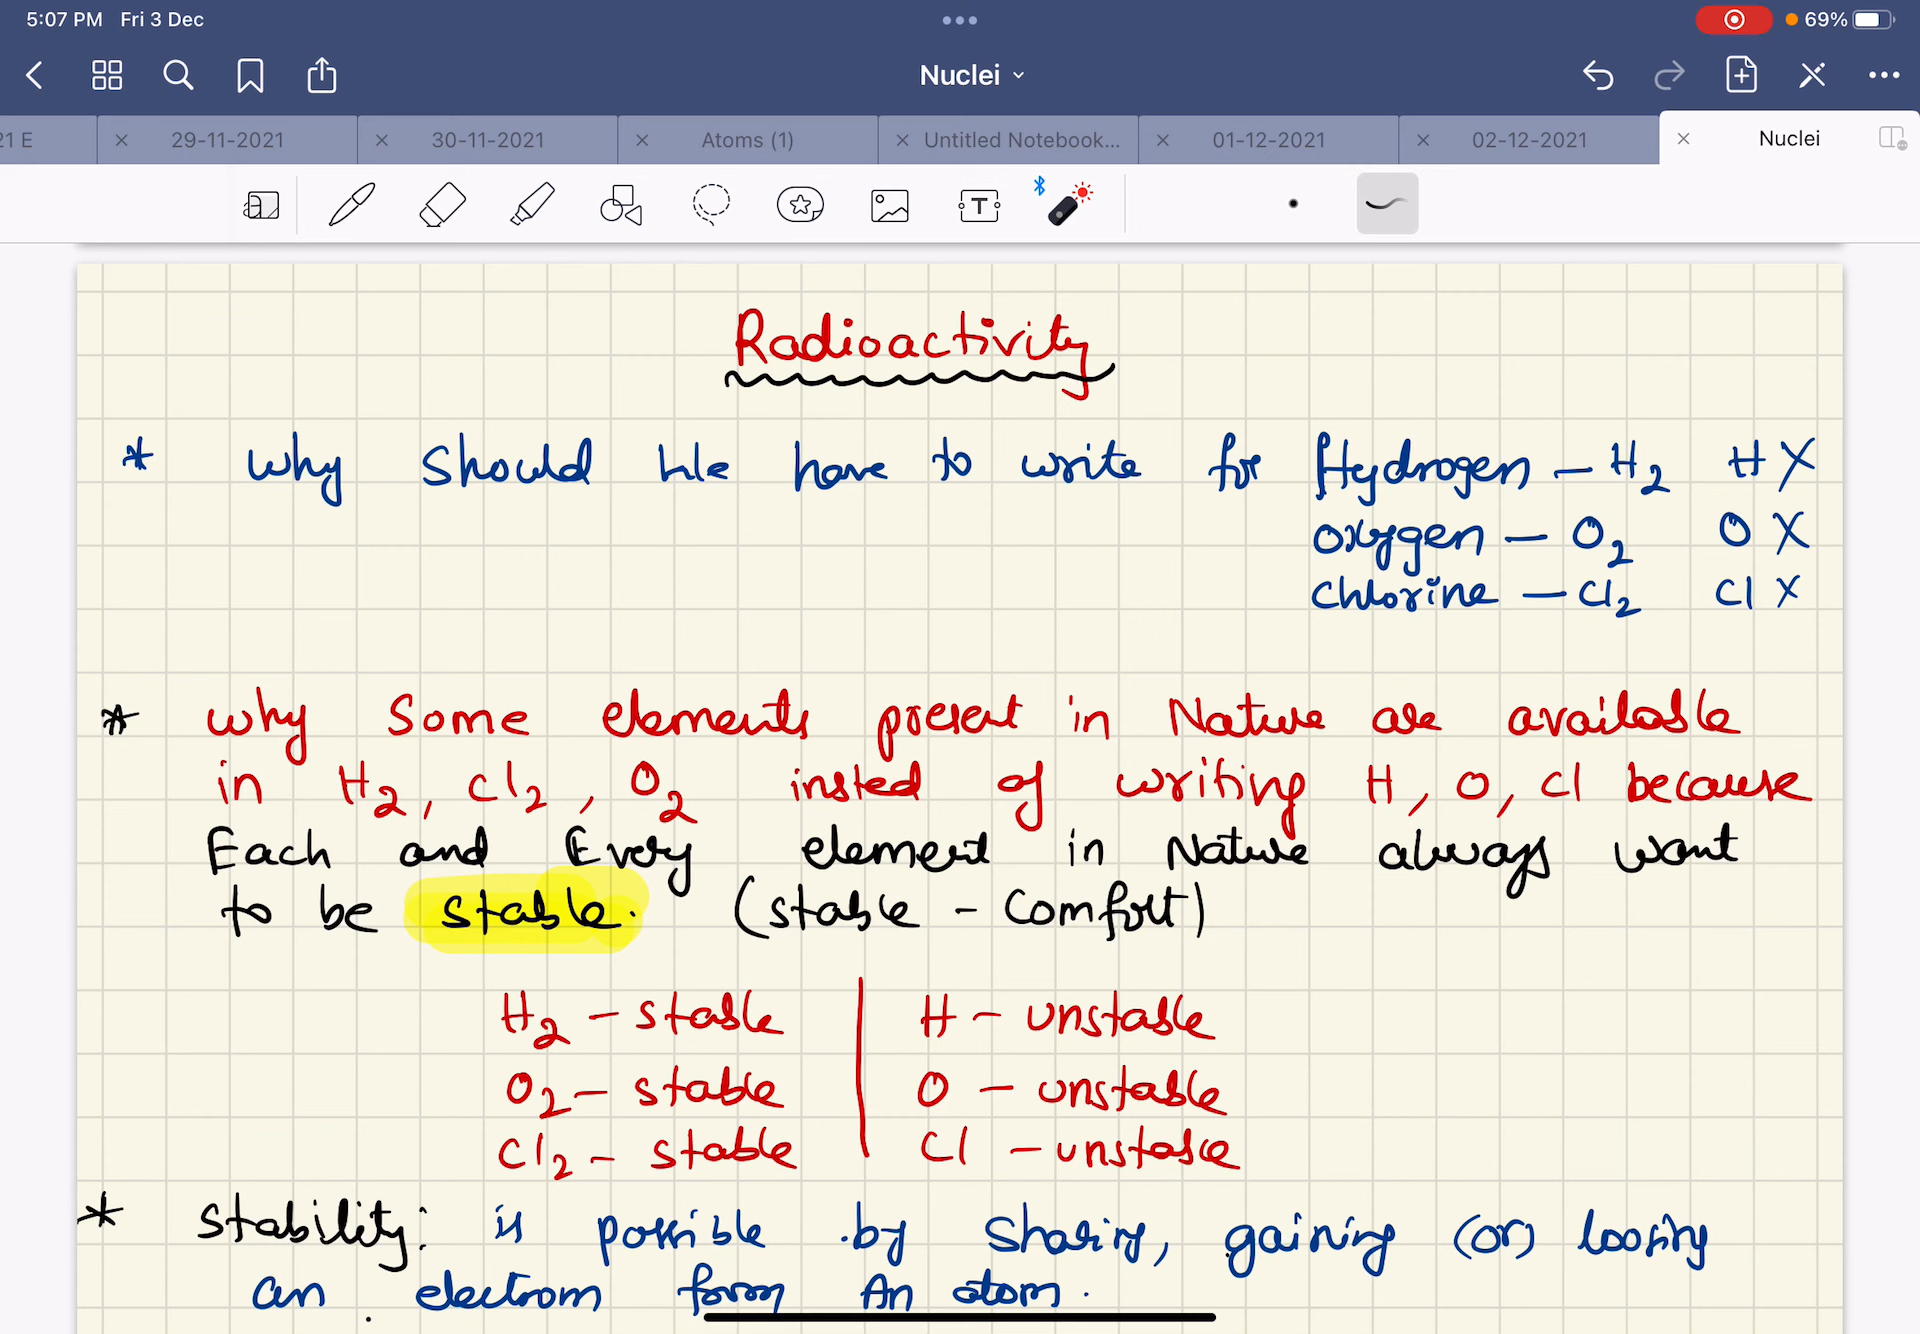 5:07 PM Fri 3 Dec
69%
Nuclei
21 E
29-11-2021
30-11-2021
Atoms (1)
Untitled Notebook...
01-12-2021
02-12-2021
Nuclei
Radioactivity
* why should We have to write for Hydrogen - H₂ H X
oxygen - O₂ O X
chlorine - Cl₂ Cl X
* why Some elements present in Nature are available
in H₂, Cl₂, O₂ insted of writing H, O, Cl because
Each and Every element in Nature always want
to be stable. (stable - Comfort)
H₂ - stable | H - unstable
O₂ - stable | O - unstable
Cl₂ - stable | Cl - unstable
* Stability: is possible by sharing, gaining (or) loosing
an electrom form An atom.